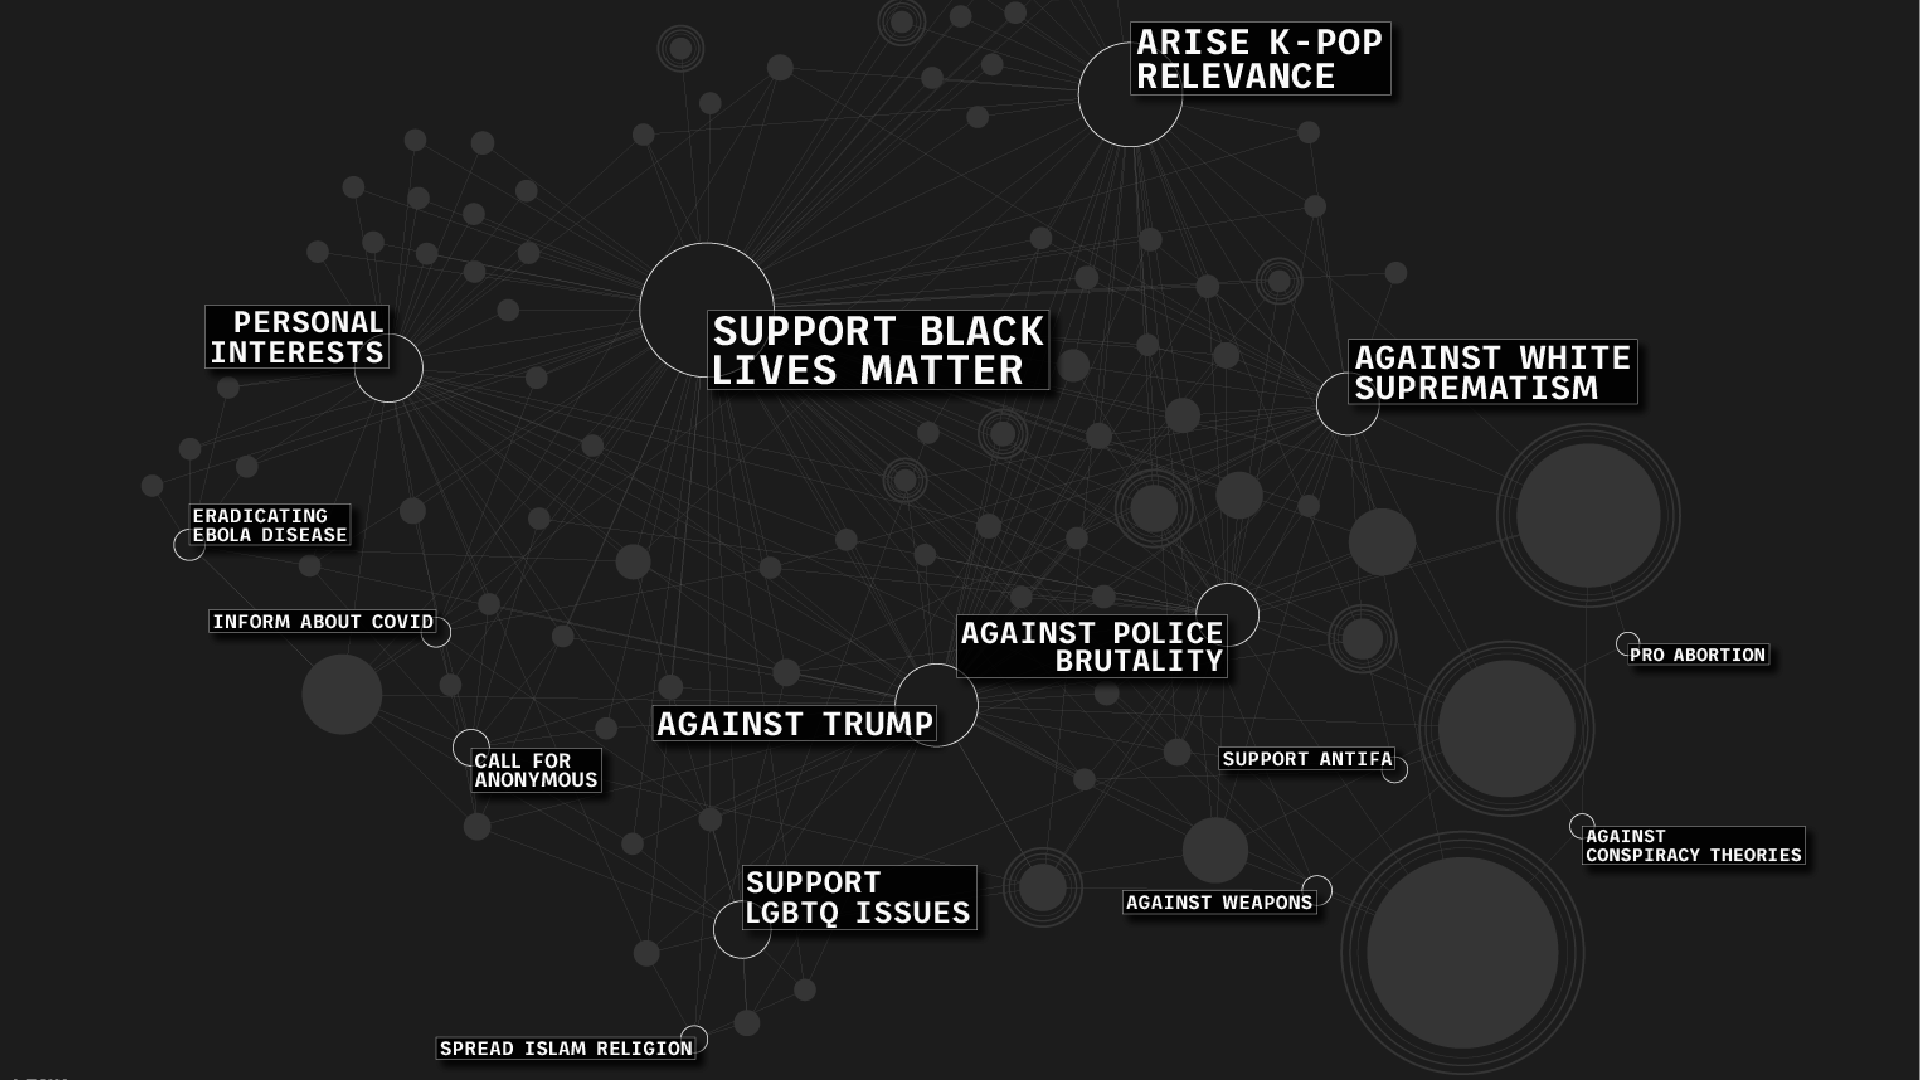 ARISE K-POP
RELEVANCE
PERSONAL
INTERESTS
SUPPORT BLACK
LIVES MATTER
AGAINST WHITE
SUPREMATISM
ERADICATING
EBOLA DISEASE
INFORM ABOUT COVID
AGAINST POLICE
BRUTALITY
PRO ABORTION
AGAINST TRUMP
CALL FOR
ANONYMOUS
SUPPORT ANTIFA
AGAINST
CONSPIRACY THEORIES
SUPPORT
LGBTQ ISSUES
AGAINST WEAPONS
SPREAD ISLAM RELIGION